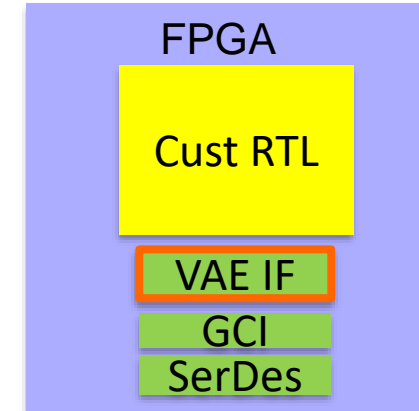 FPGA
Cust RTL
VAE IF
GCI
SerDes